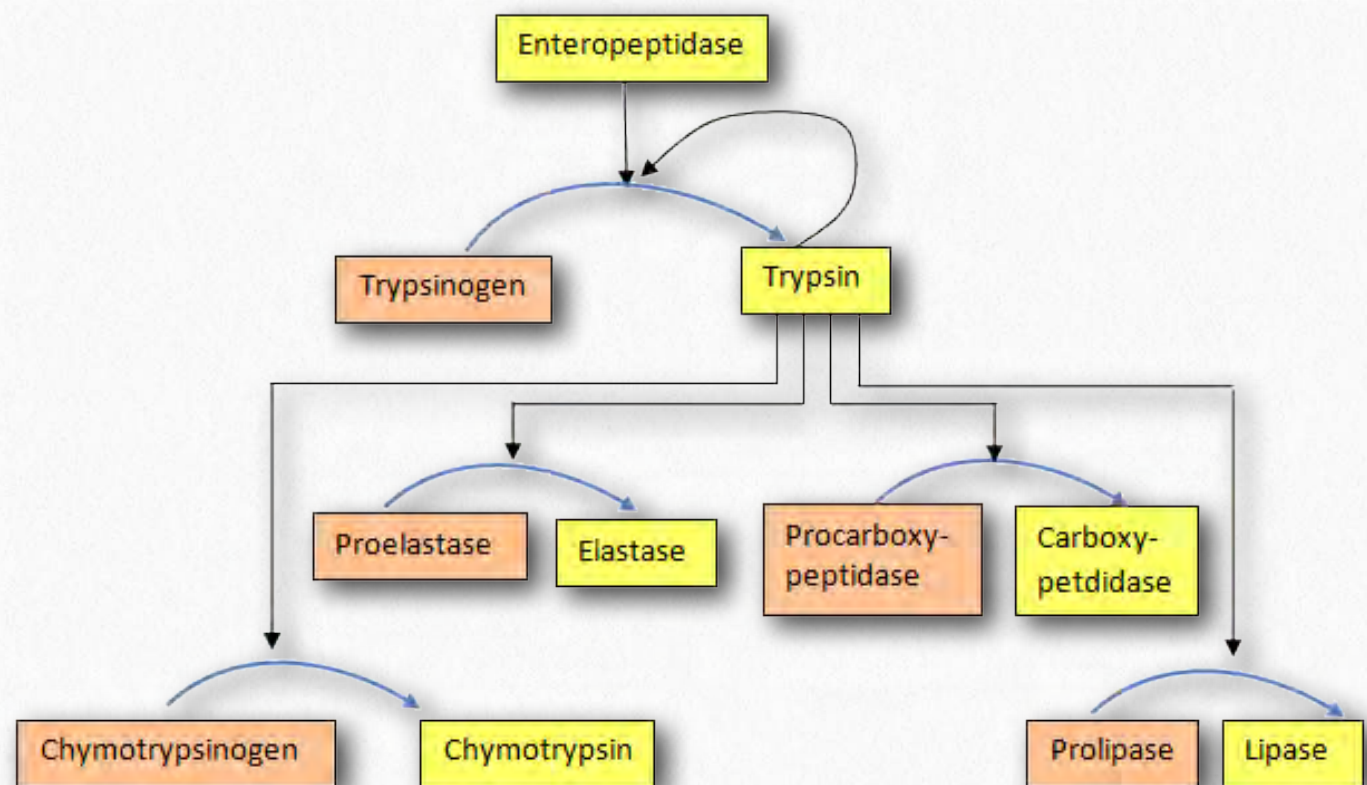 Enteropeptidase
Trypsinogen
Trypsin
Proelastase
Elastase
Procarboxy-
peptidase
Carboxy-
petdidase
Chymotrypsinogen
Chymotrypsin
Prolipase
Lipase